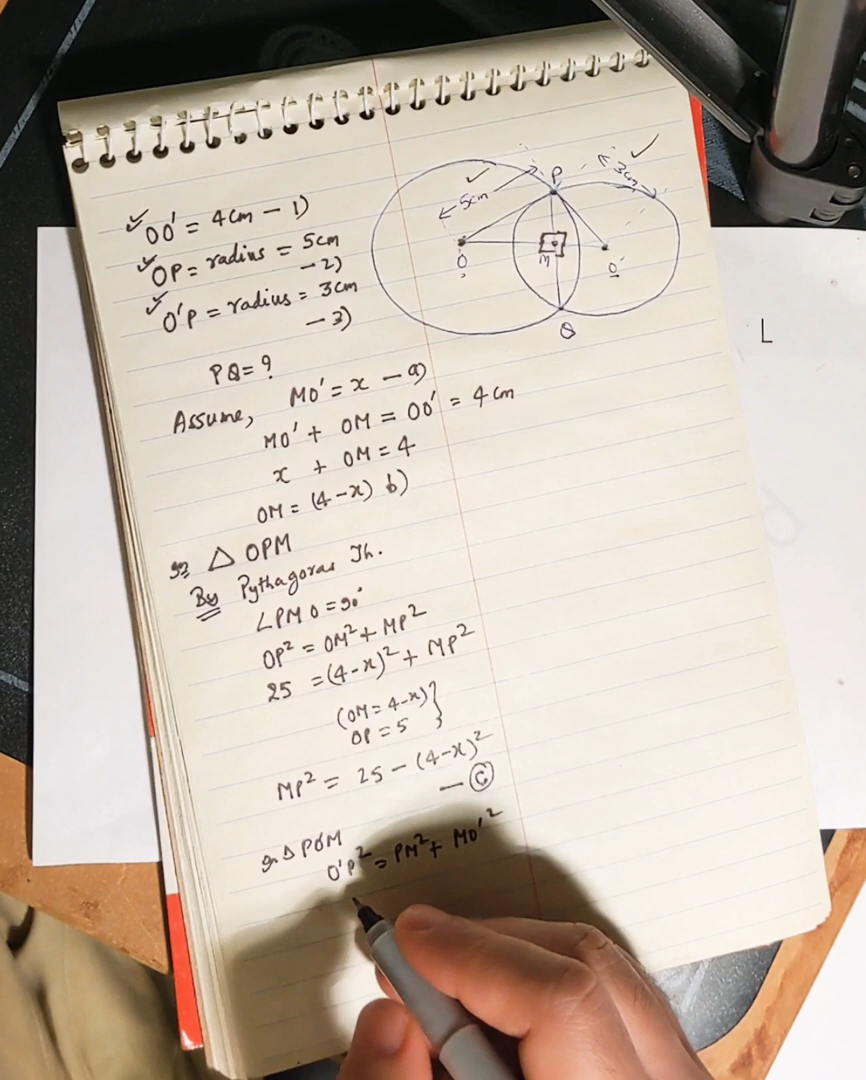 OO' = 4cm – 1)
OP = radius = 5cm
– 2)
O'P = radius = 3cm
– 3)
PQ = ?
Assume, MO' = x – a)
MO' + OM = OO' = 4 cm
x + OM = 4
OM = (4-x) b)
In △ OPM
By Pythagoras Th.
∠PMO = 90°
OP² = OM² + MP²
25 = (4-x)² + MP²
(OM = 4-x) }
OP = 5
MP² = 25 – (4-x)²
– ⓒ
In △ PO'M
O'P² = PM² + MO'²
P
5cm
3cm
O
M
O'
Q
L